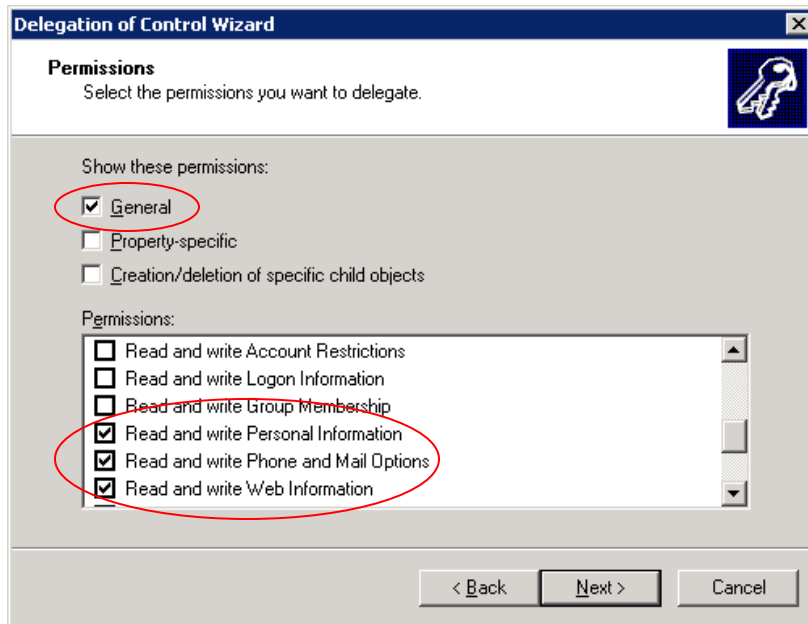 Delegation of Control Wizard
Permissions
Select the permissions you want to delegate.
Show these permissions:
General
Property-specific
Creation/deletion of specific child objects
Permissions:
Read and write Account Restrictions
Read and write Logon Information
Read and write Group Membership
Read and write Personal Information
Read and write Phone and Mail Options
Read and write Web Information
< Back Next > Cancel